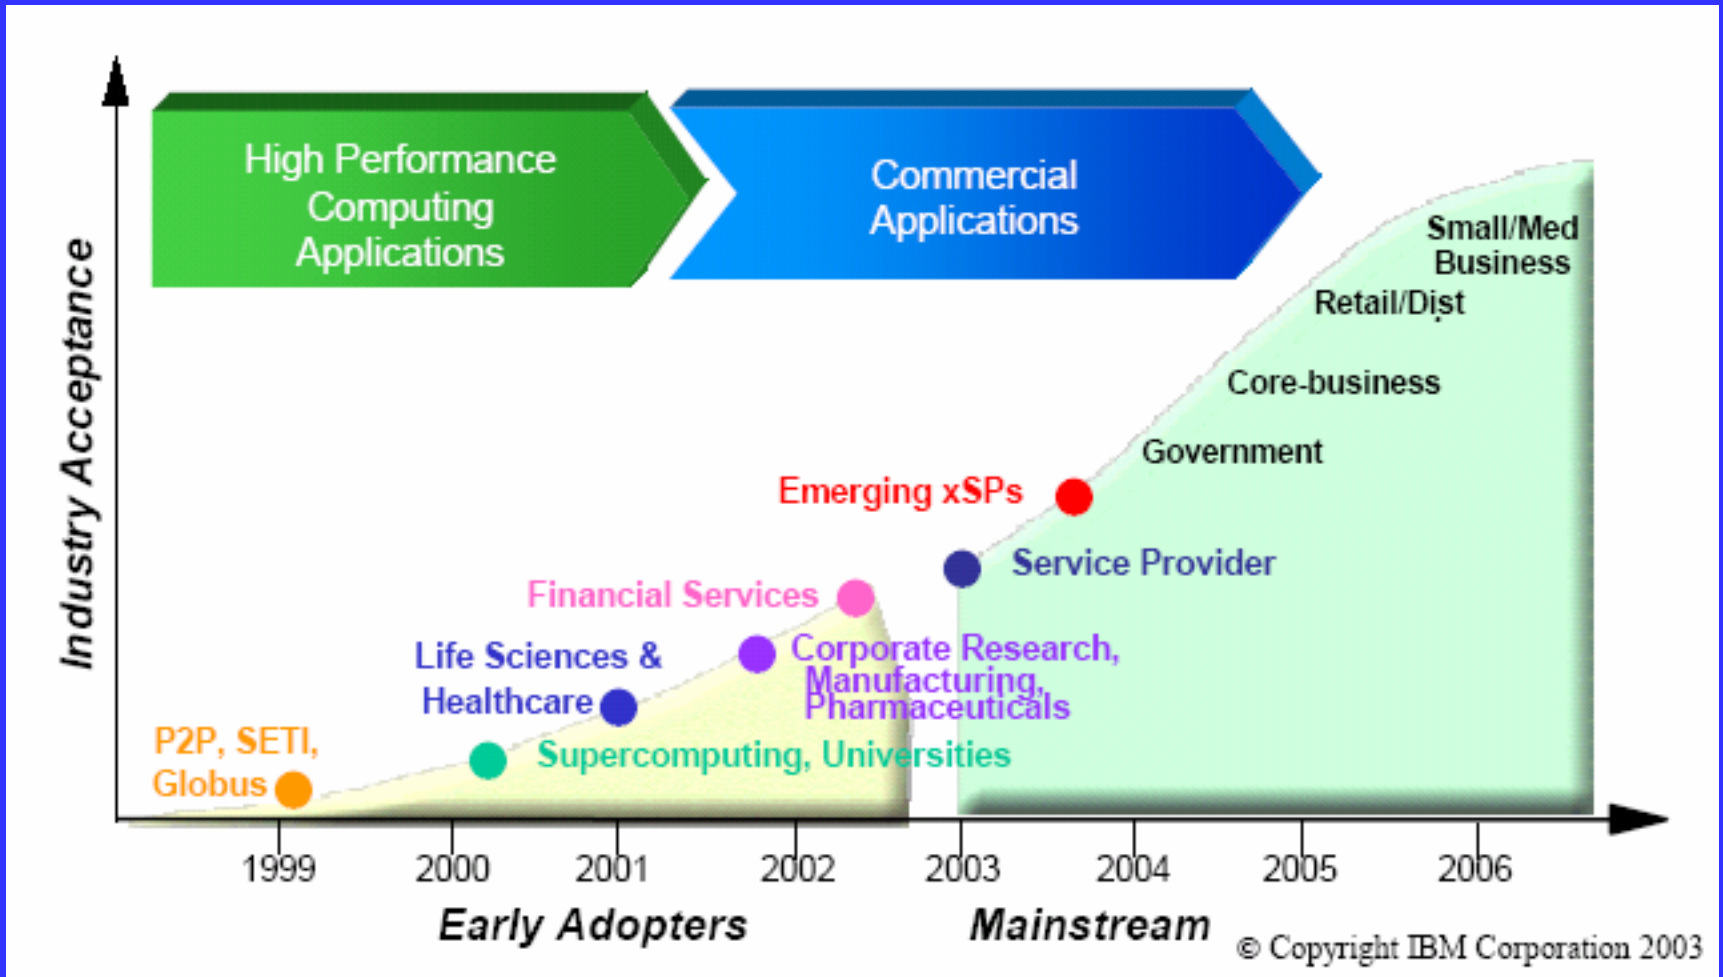 High Performance
Computing
Applications
Commercial
Applications
Industry Acceptance
Small/Med
Business
Retail/Dist.
Core-business
Government
Emerging xSPs
Service Provider
Financial Services
Corporate Research,
Manufacturing,
Pharmaceuticals
Life Sciences &
Healthcare
Supercomputing, Universities
P2P, SETI,
Globus
1999 2000 2001 2002 2003 2004 2005 2006
Early Adopters Mainstream
© Copyright IBM Corporation 2003